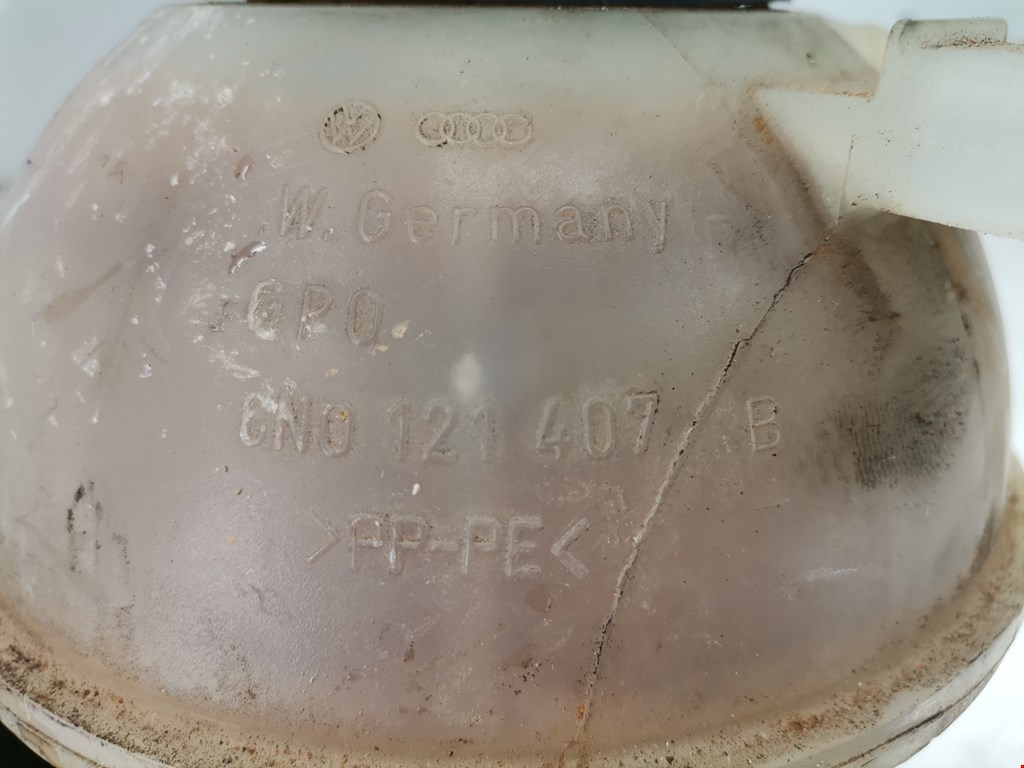 W. Germany
GPO
6N0 121 407 B
>PP-PE<